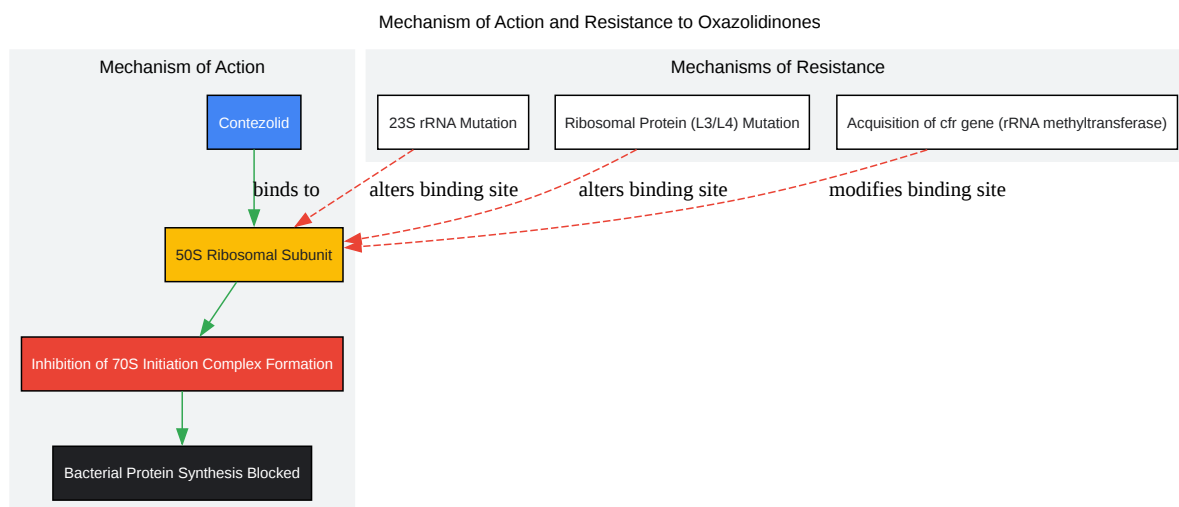 Mechanism of Action and Resistance to Oxazolidinones
Mechanism of Action
Mechanisms of Resistance
Contezolid
23S rRNA Mutation
Ribosomal Protein (L3/L4) Mutation
Acquisition of cfr gene (rRNA methyltransferase)
binds to
alters binding site
alters binding site
modifies binding site
50S Ribosomal Subunit
Inhibition of 70S Initiation Complex Formation
Bacterial Protein Synthesis Blocked